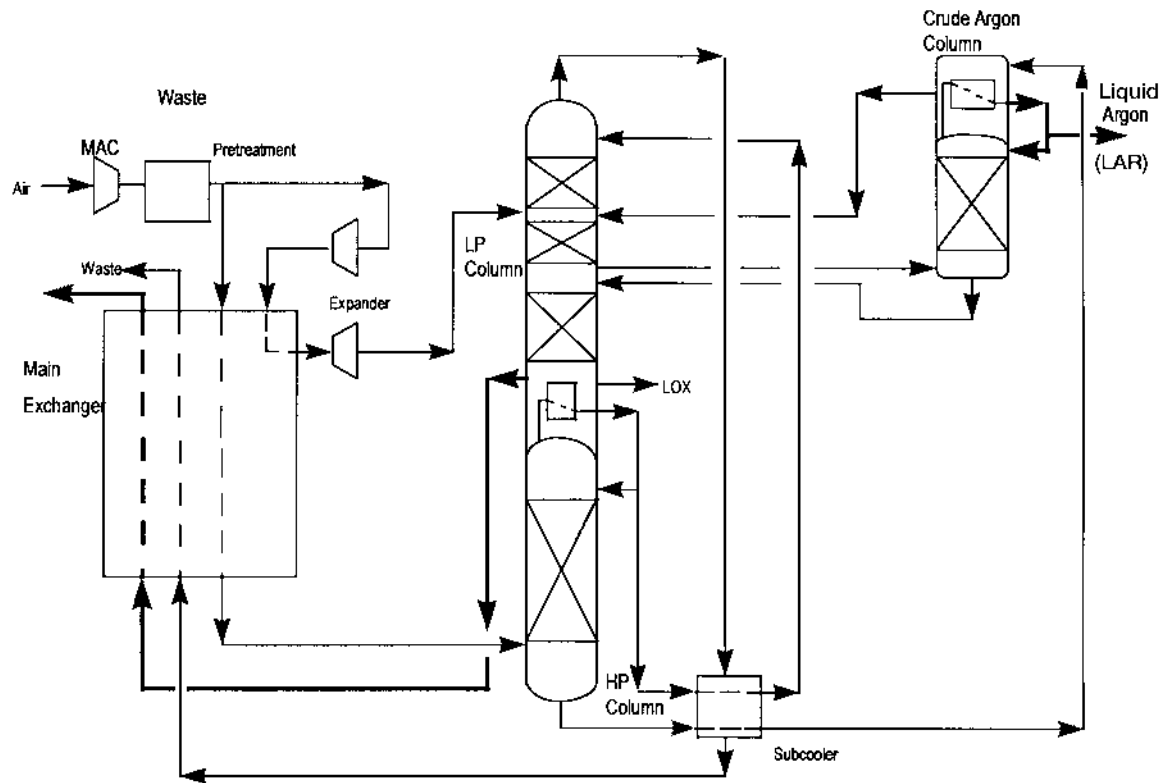 Crude Argon
Column
Waste
MAC
Pretreatment
Air
Liquid
Argon
(LAR)
LP
Column
Waste
Expander
Main
Exchanger
LOX
HP
Column
Subcooler